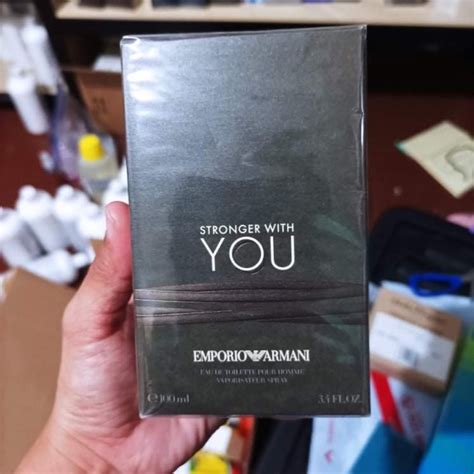 STRONGER WITH
YOU
EMPORIO ARMANI
EAU DE TOILETTE POUR HOMME
VAPORISATEUR SPRAY
℮ 100 ml 3.4 FL.OZ.